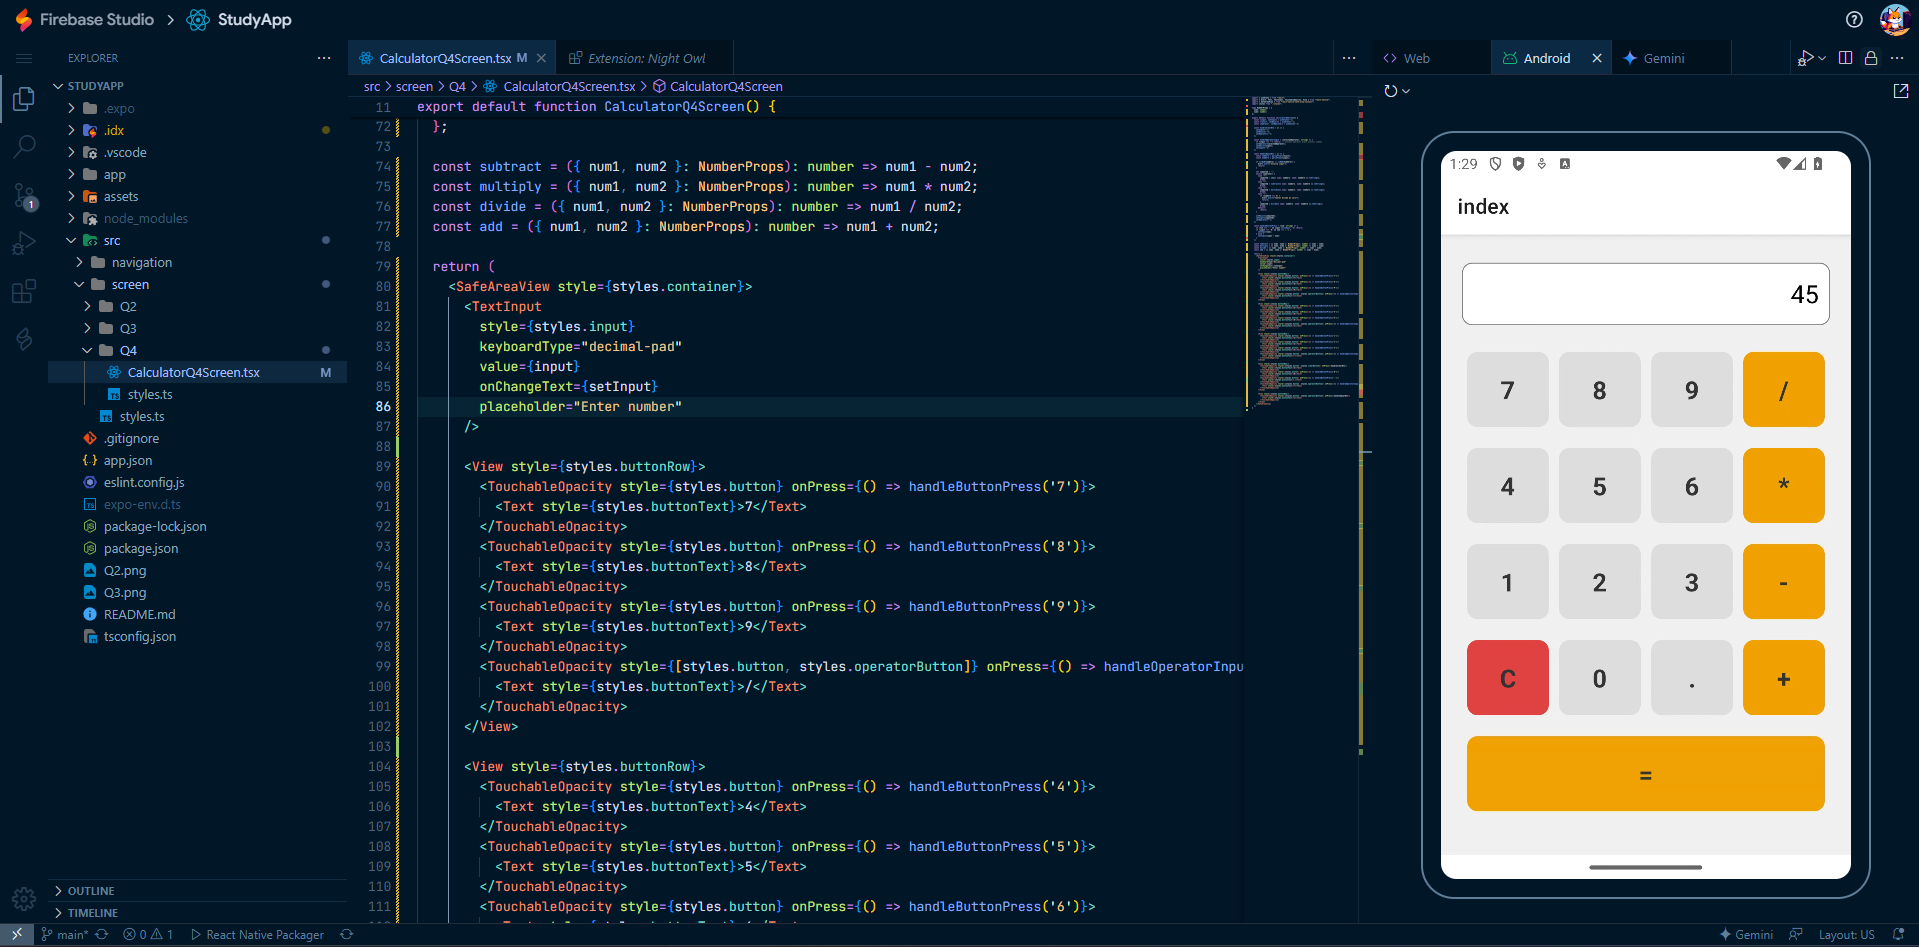 Firebase Studio > StudyApp
EXPLORER
CalculatorQ4Screen.tsx M
Extension: Night Owl
Web
Android
Gemini
STUDYAPP
.expo
.idx
.vscode
app
assets
node_modules
src
navigation
screen
Q2
Q3
Q4
CalculatorQ4Screen.tsx M
styles.ts
styles.ts
.gitignore
app.json
eslint.config.js
expo-env.d.ts
package-lock.json
package.json
Q2.png
Q3.png
README.md
tsconfig.json
OUTLINE
TIMELINE
1
src > screen > Q4 > CalculatorQ4Screen.tsx > CalculatorQ4Screen
11 export default function CalculatorQ4Screen() {
72 };
73
74 const subtract = ({ num1, num2 }: NumberProps): number => num1 - num2;
75 const multiply = ({ num1, num2 }: NumberProps): number => num1 * num2;
76 const divide = ({ num1, num2 }: NumberProps): number => num1 / num2;
77 const add = ({ num1, num2 }: NumberProps): number => num1 + num2;
78
79 return (
80 <SafeAreaView style={styles.container}>
81 <TextInput
82 style={styles.input}
83 keyboardType="decimal-pad"
84 value={input}
85 onChangeText={setInput}
86 placeholder="Enter number"
87 />
88
89 <View style={styles.buttonRow}>
90 <TouchableOpacity style={styles.button} onPress={() => handleButtonPress('7')}>
91 <Text style={styles.buttonText}>7</Text>
92 </TouchableOpacity>
93 <TouchableOpacity style={styles.button} onPress={() => handleButtonPress('8')}>
94 <Text style={styles.buttonText}>8</Text>
95 </TouchableOpacity>
96 <TouchableOpacity style={styles.button} onPress={() => handleButtonPress('9')}>
97 <Text style={styles.buttonText}>9</Text>
98 </TouchableOpacity>
99 <TouchableOpacity style={[styles.button, styles.operatorButton]} onPress={() => handleOperatorInpu
100 <Text style={styles.buttonText}>/</Text>
101 </TouchableOpacity>
102 </View>
103
104 <View style={styles.buttonRow}>
105 <TouchableOpacity style={styles.button} onPress={() => handleButtonPress('4')}>
106 <Text style={styles.buttonText}>4</Text>
107 </TouchableOpacity>
108 <TouchableOpacity style={styles.button} onPress={() => handleButtonPress('5')}>
109 <Text style={styles.buttonText}>5</Text>
110 </TouchableOpacity>
111 <TouchableOpacity style={styles.button} onPress={() => handleButtonPress('6')}>
1:29
index
45
7 8 9 /
4 5 6 *
1 2 3 -
C 0 . +
=
main* 0 1 React Native Packager
Gemini Layout: US